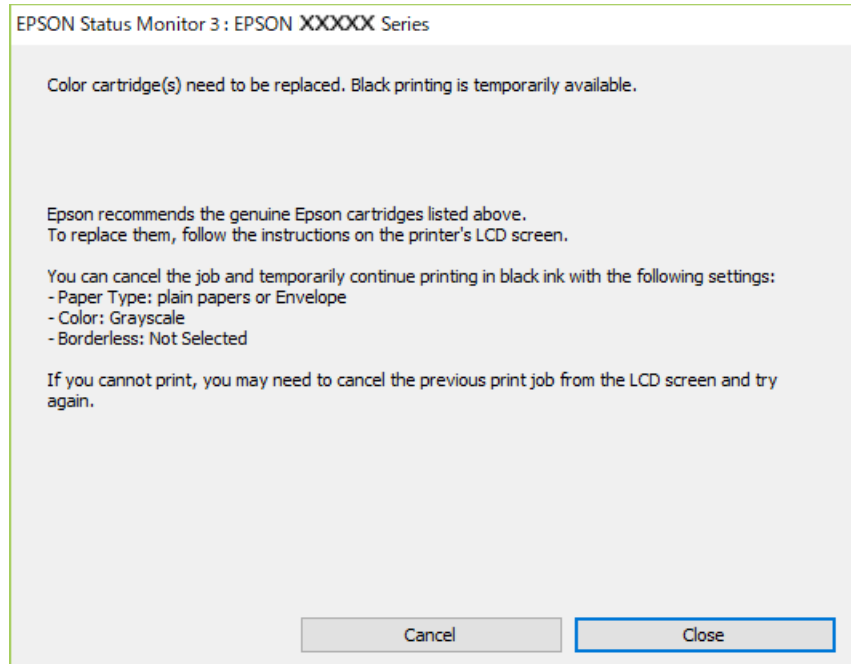 EPSON Status Monitor 3 : EPSON XXXXX Series
Color cartridge(s) need to be replaced. Black printing is temporarily available.
Epson recommends the genuine Epson cartridges listed above.
To replace them, follow the instructions on the printer's LCD screen.
You can cancel the job and temporarily continue printing in black ink with the following settings:
- Paper Type: plain papers or Envelope
- Color: Grayscale
- Borderless: Not Selected
If you cannot print, you may need to cancel the previous print job from the LCD screen and try
again.
Cancel
Close